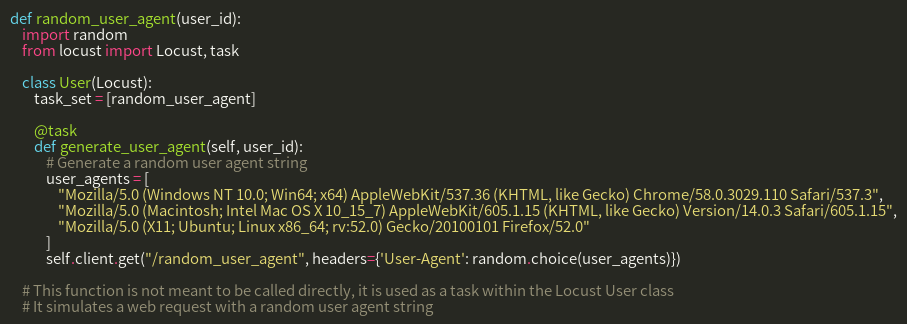 def random_user_agent(user_id):
import random
from locust import Locust, task
class User(Locust):
task_set = [random_user_agent]
@task
def generate_user_agent(self, user_id):
# Generate a random user agent string
user_agents = [
"Mozilla/5.0 (Windows NT 10.0; Win64; x64) AppleWebKit/537.36 (KHTML, like Gecko) Chrome/58.0.3029.110 Safari/537.3",
"Mozilla/5.0 (Macintosh; Intel Mac OS X 10_15_7) AppleWebKit/605.1.15 (KHTML, like Gecko) Version/14.0.3 Safari/605.1.15",
"Mozilla/5.0 (X11; Ubuntu; Linux x86_64; rv:52.0) Gecko/20100101 Firefox/52.0"
]
self.client.get("/random_user_agent", headers={'User-Agent': random.choice(user_agents)})
# This function is not meant to be called directly, it is used as a task within the Locust User class
# It simulates a web request with a random user agent string